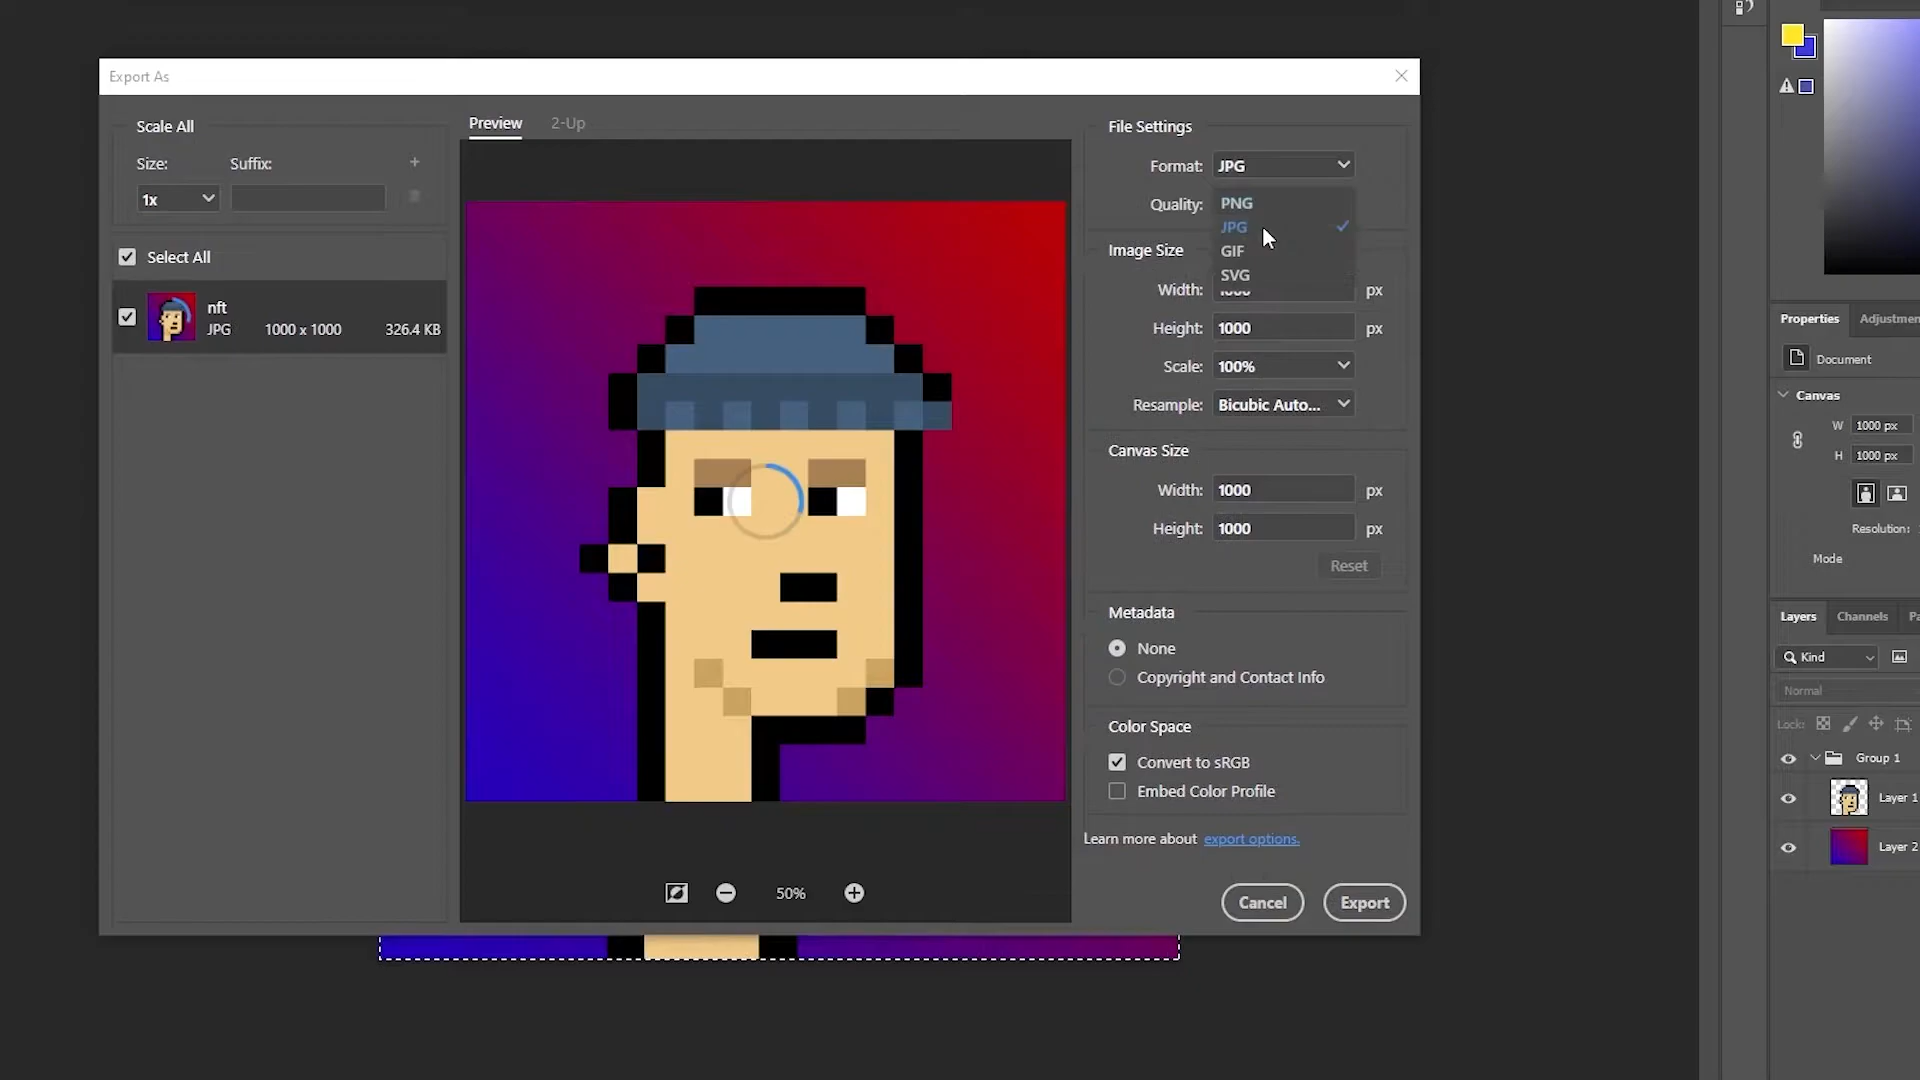 Export As
Scale All
Size:
Suffix:
1x
Select All
nft
JPG
1000 x 1000
326.4 KB
Preview
2-Up
50%
File Settings
Format:
JPG
Quality:
PNG
JPG
GIF
SVG
Image Size
Width:
px
Height:
1000
px
Scale:
100%
Resample:
Bicubic Auto...
Canvas Size
Width:
1000
px
Height:
1000
px
Reset
Metadata
None
Copyright and Contact Info
Color Space
Convert to sRGB
Embed Color Profile
Learn more about export options.
Cancel
Export
Properties
Adjustmen
Document
Canvas
W
1000 px
H
1000 px
Resolution:
Mode
Layers
Channels
Pa
Kind
Normal
Lock:
Group 1
Layer 1
Layer 2